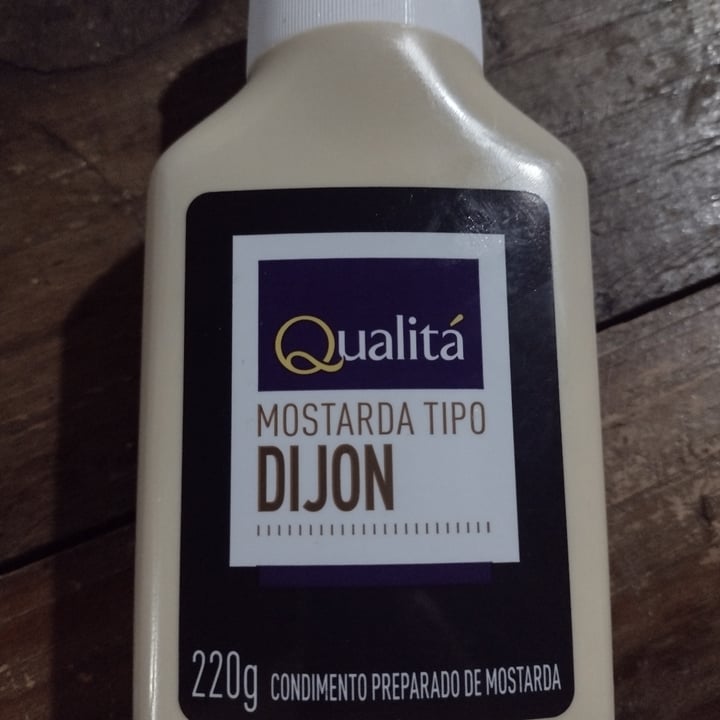 Qualitá
MOSTARDA TIPO
DIJON
220g CONDIMENTO PREPARADO DE MOSTARDA